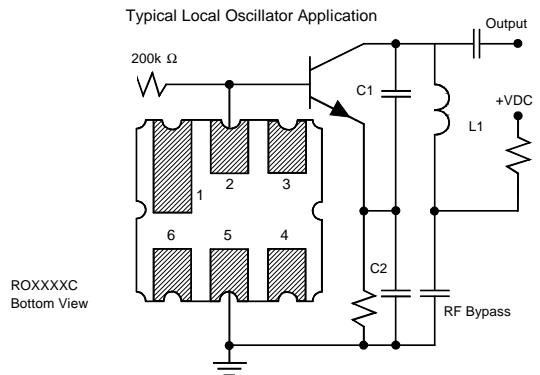 Typical Local Oscillator Application
Output
200k Ω
C1
+VDC
L1
1
2
3
6
5
4
C2
ROXXXXC
Bottom View
RF Bypass